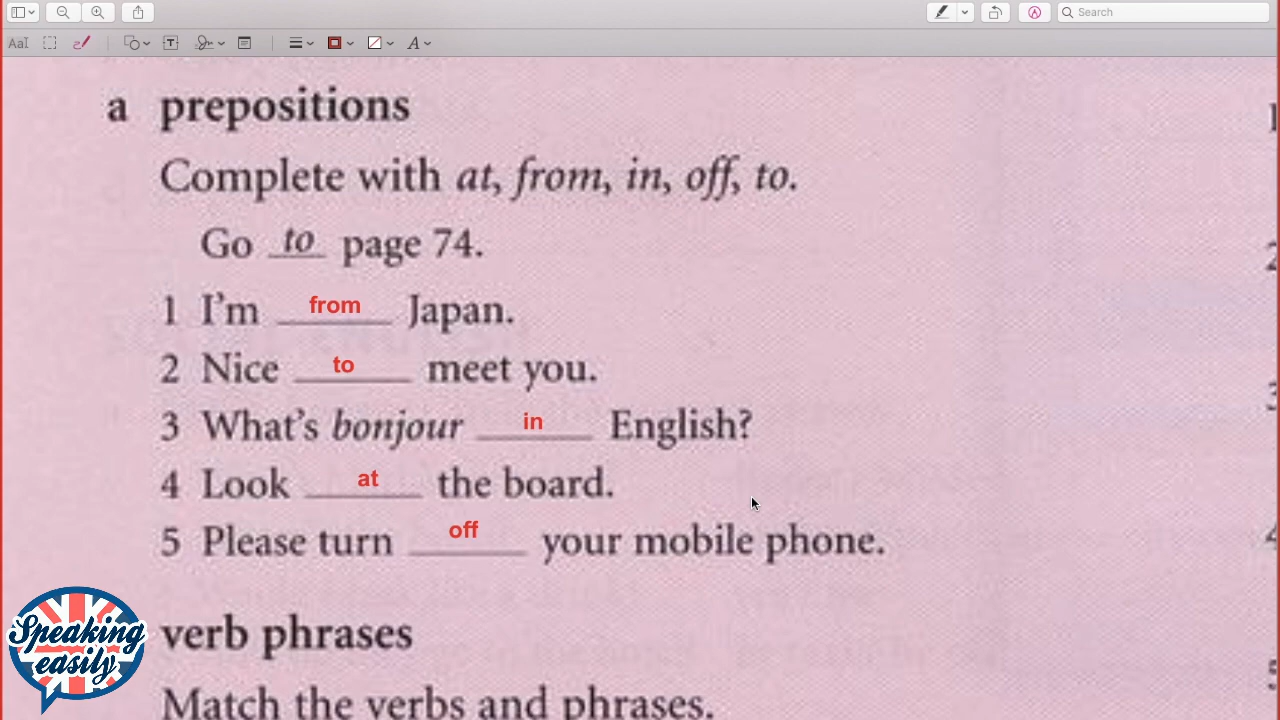 Search
a prepositions
Complete with at, from, in, off, to.
Go to page 74.
1 I'm from Japan.
2 Nice to meet you.
3 What's bonjour in English?
4 Look at the board.
5 Please turn off your mobile phone.
verb phrases
Match the verbs and phrases.
Speaking
easily